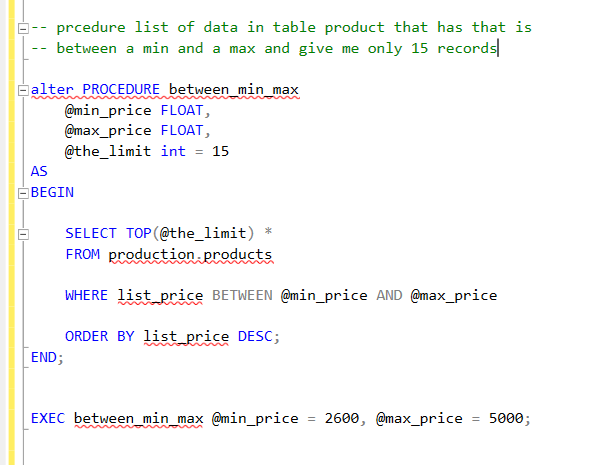 -- prcedure list of data in table product that has that is
-- between a min and a max and give me only 15 records
alter PROCEDURE between_min_max
@min_price FLOAT,
@max_price FLOAT,
@the_limit int = 15
AS
BEGIN
SELECT TOP(@the_limit) *
FROM production.products
WHERE list_price BETWEEN @min_price AND @max_price
ORDER BY list_price DESC;
END;
EXEC between_min_max @min_price = 2600, @max_price = 5000;